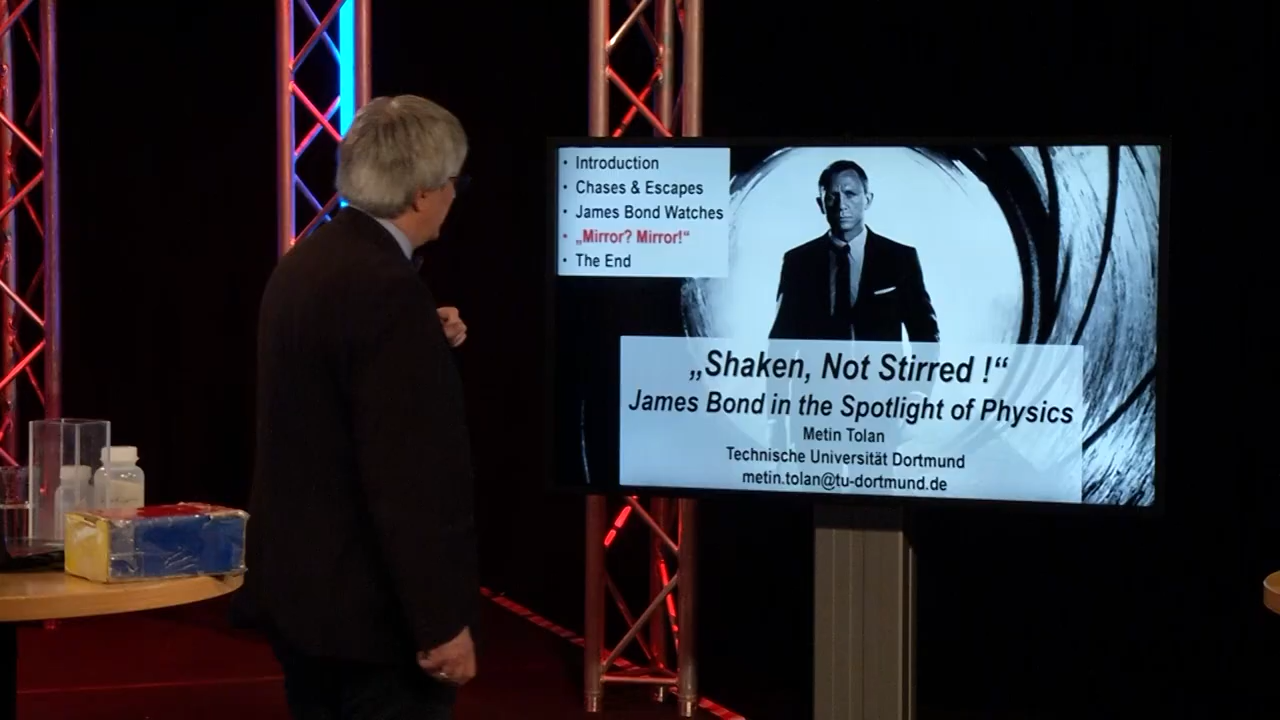 • Introduction
• Chases & Escapes
• James Bond Watches
• „Mirror? Mirror!“
• The End
„Shaken, Not Stirred !“
James Bond in the Spotlight of Physics
Metin Tolan
Technische Universität Dortmund
metin.tolan@tu-dortmund.de